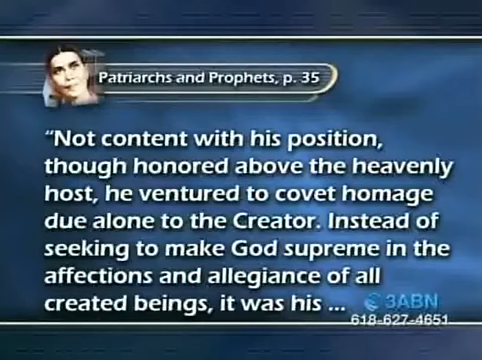 Patriarchs and Prophets, p. 35
“Not content with his position,
though honored above the heavenly
host, he ventured to covet homage
due alone to the Creator. Instead of
seeking to make God supreme in the
affections and allegiance of all
created beings, it was his ...
3ABN
618-627-4651